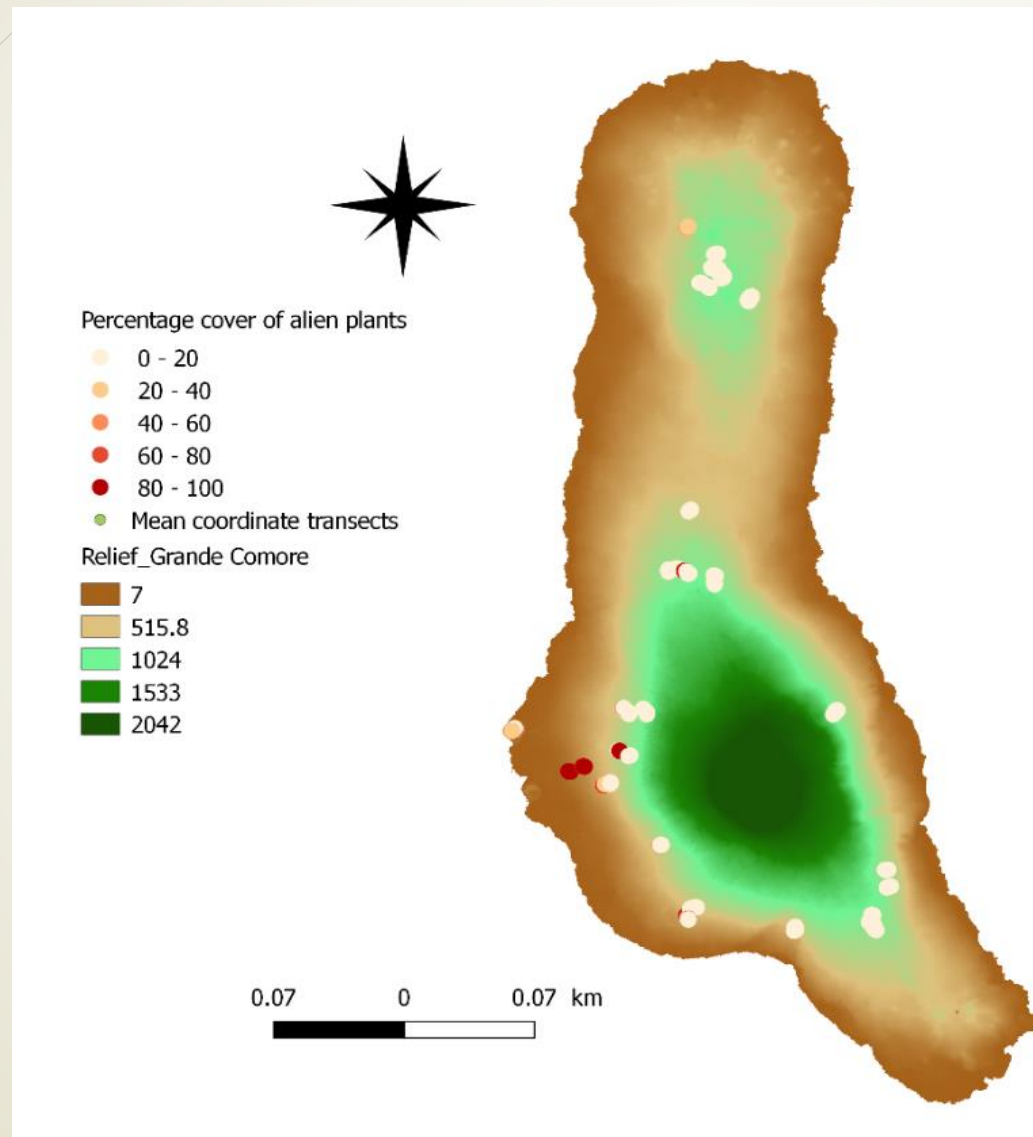 Percentage cover of alien plants
0 - 20
20 - 40
40 - 60
60 - 80
80 - 100
Mean coordinate transects
Relief_Grande Comore
7
515.8
1024
1533
2042
0.07 0 0.07 km